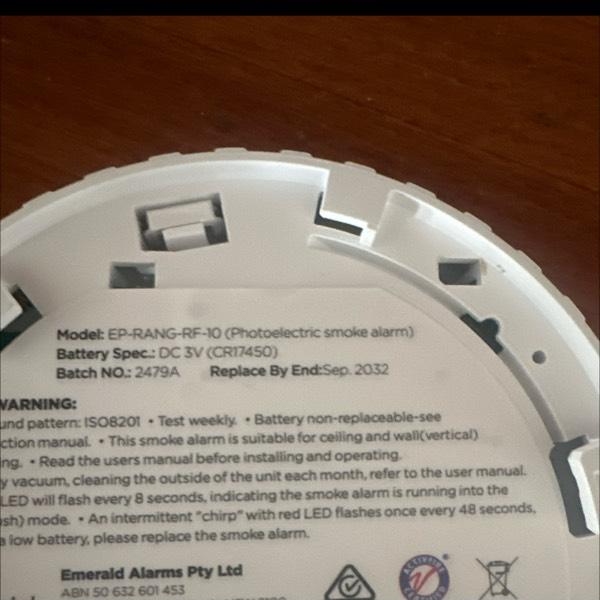 Model: EP-RANG-RF-10 (Photoelectric smoke alarm)
Battery Spec.: DC 3V (CR17450)
Batch NO.: 2479A Replace By End:Sep. 2032
WARNING:
und pattern: ISO8201 • Test weekly. • Battery non-replaceable-see
ction manual. • This smoke alarm is suitable for ceiling and wall(vertical)
ng. • Read the users manual before installing and operating.
y vacuum, cleaning the outside of the unit each month, refer to the user manual.
LED will flash every 8 seconds, indicating the smoke alarm is running into the
sh) mode. • An intermittent "chirp" with red LED flashes once every 48 seconds,
a low battery, please replace the smoke alarm.
Emerald Alarms Pty Ltd
ABN 50 632 601 453